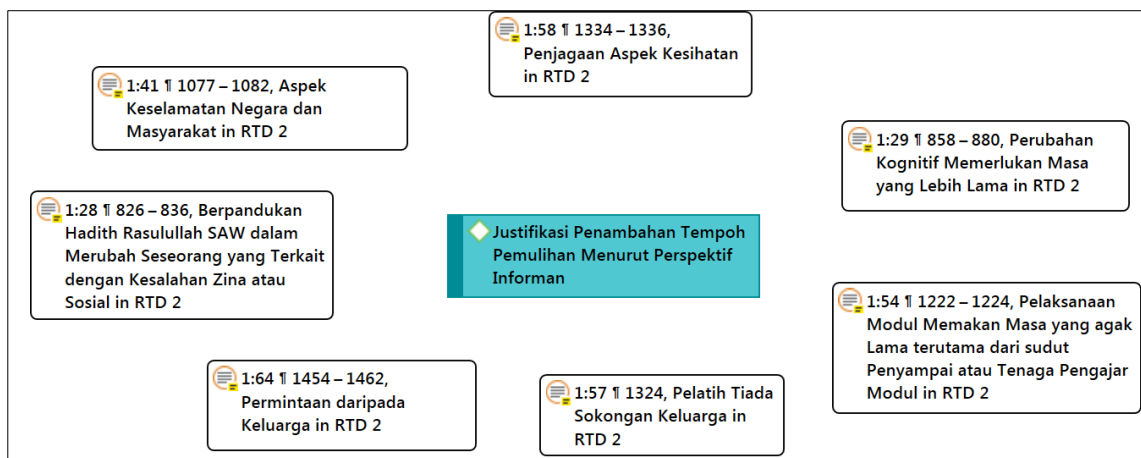 1:58 ¶ 1334 – 1336,
Penjagaan Aspek Kesihatan
in RTD 2
1:41 ¶ 1077 – 1082, Aspek
Keselamatan Negara dan
Masyarakat in RTD 2
1:29 ¶ 858 – 880, Perubahan
Kognitif Memerlukan Masa
yang Lebih Lama in RTD 2
1:28 ¶ 826 – 836, Berpandukan
Hadith Rasulullah SAW dalam
Merubah Seseorang yang Terkait
dengan Kesalahan Zina atau
Sosial in RTD 2
Justifikasi Penambahan Tempoh
Pemulihan Menurut Perspektif
Informan
1:54 ¶ 1222 – 1224, Pelaksanaan
Modul Memakan Masa yang agak
Lama terutama dari sudut
Penyampai atau Tenaga Pengajar
Modul in RTD 2
1:64 ¶ 1454 – 1462,
Permintaan daripada
Keluarga in RTD 2
1:57 ¶ 1324, Pelatih Tiada
Sokongan Keluarga in
RTD 2